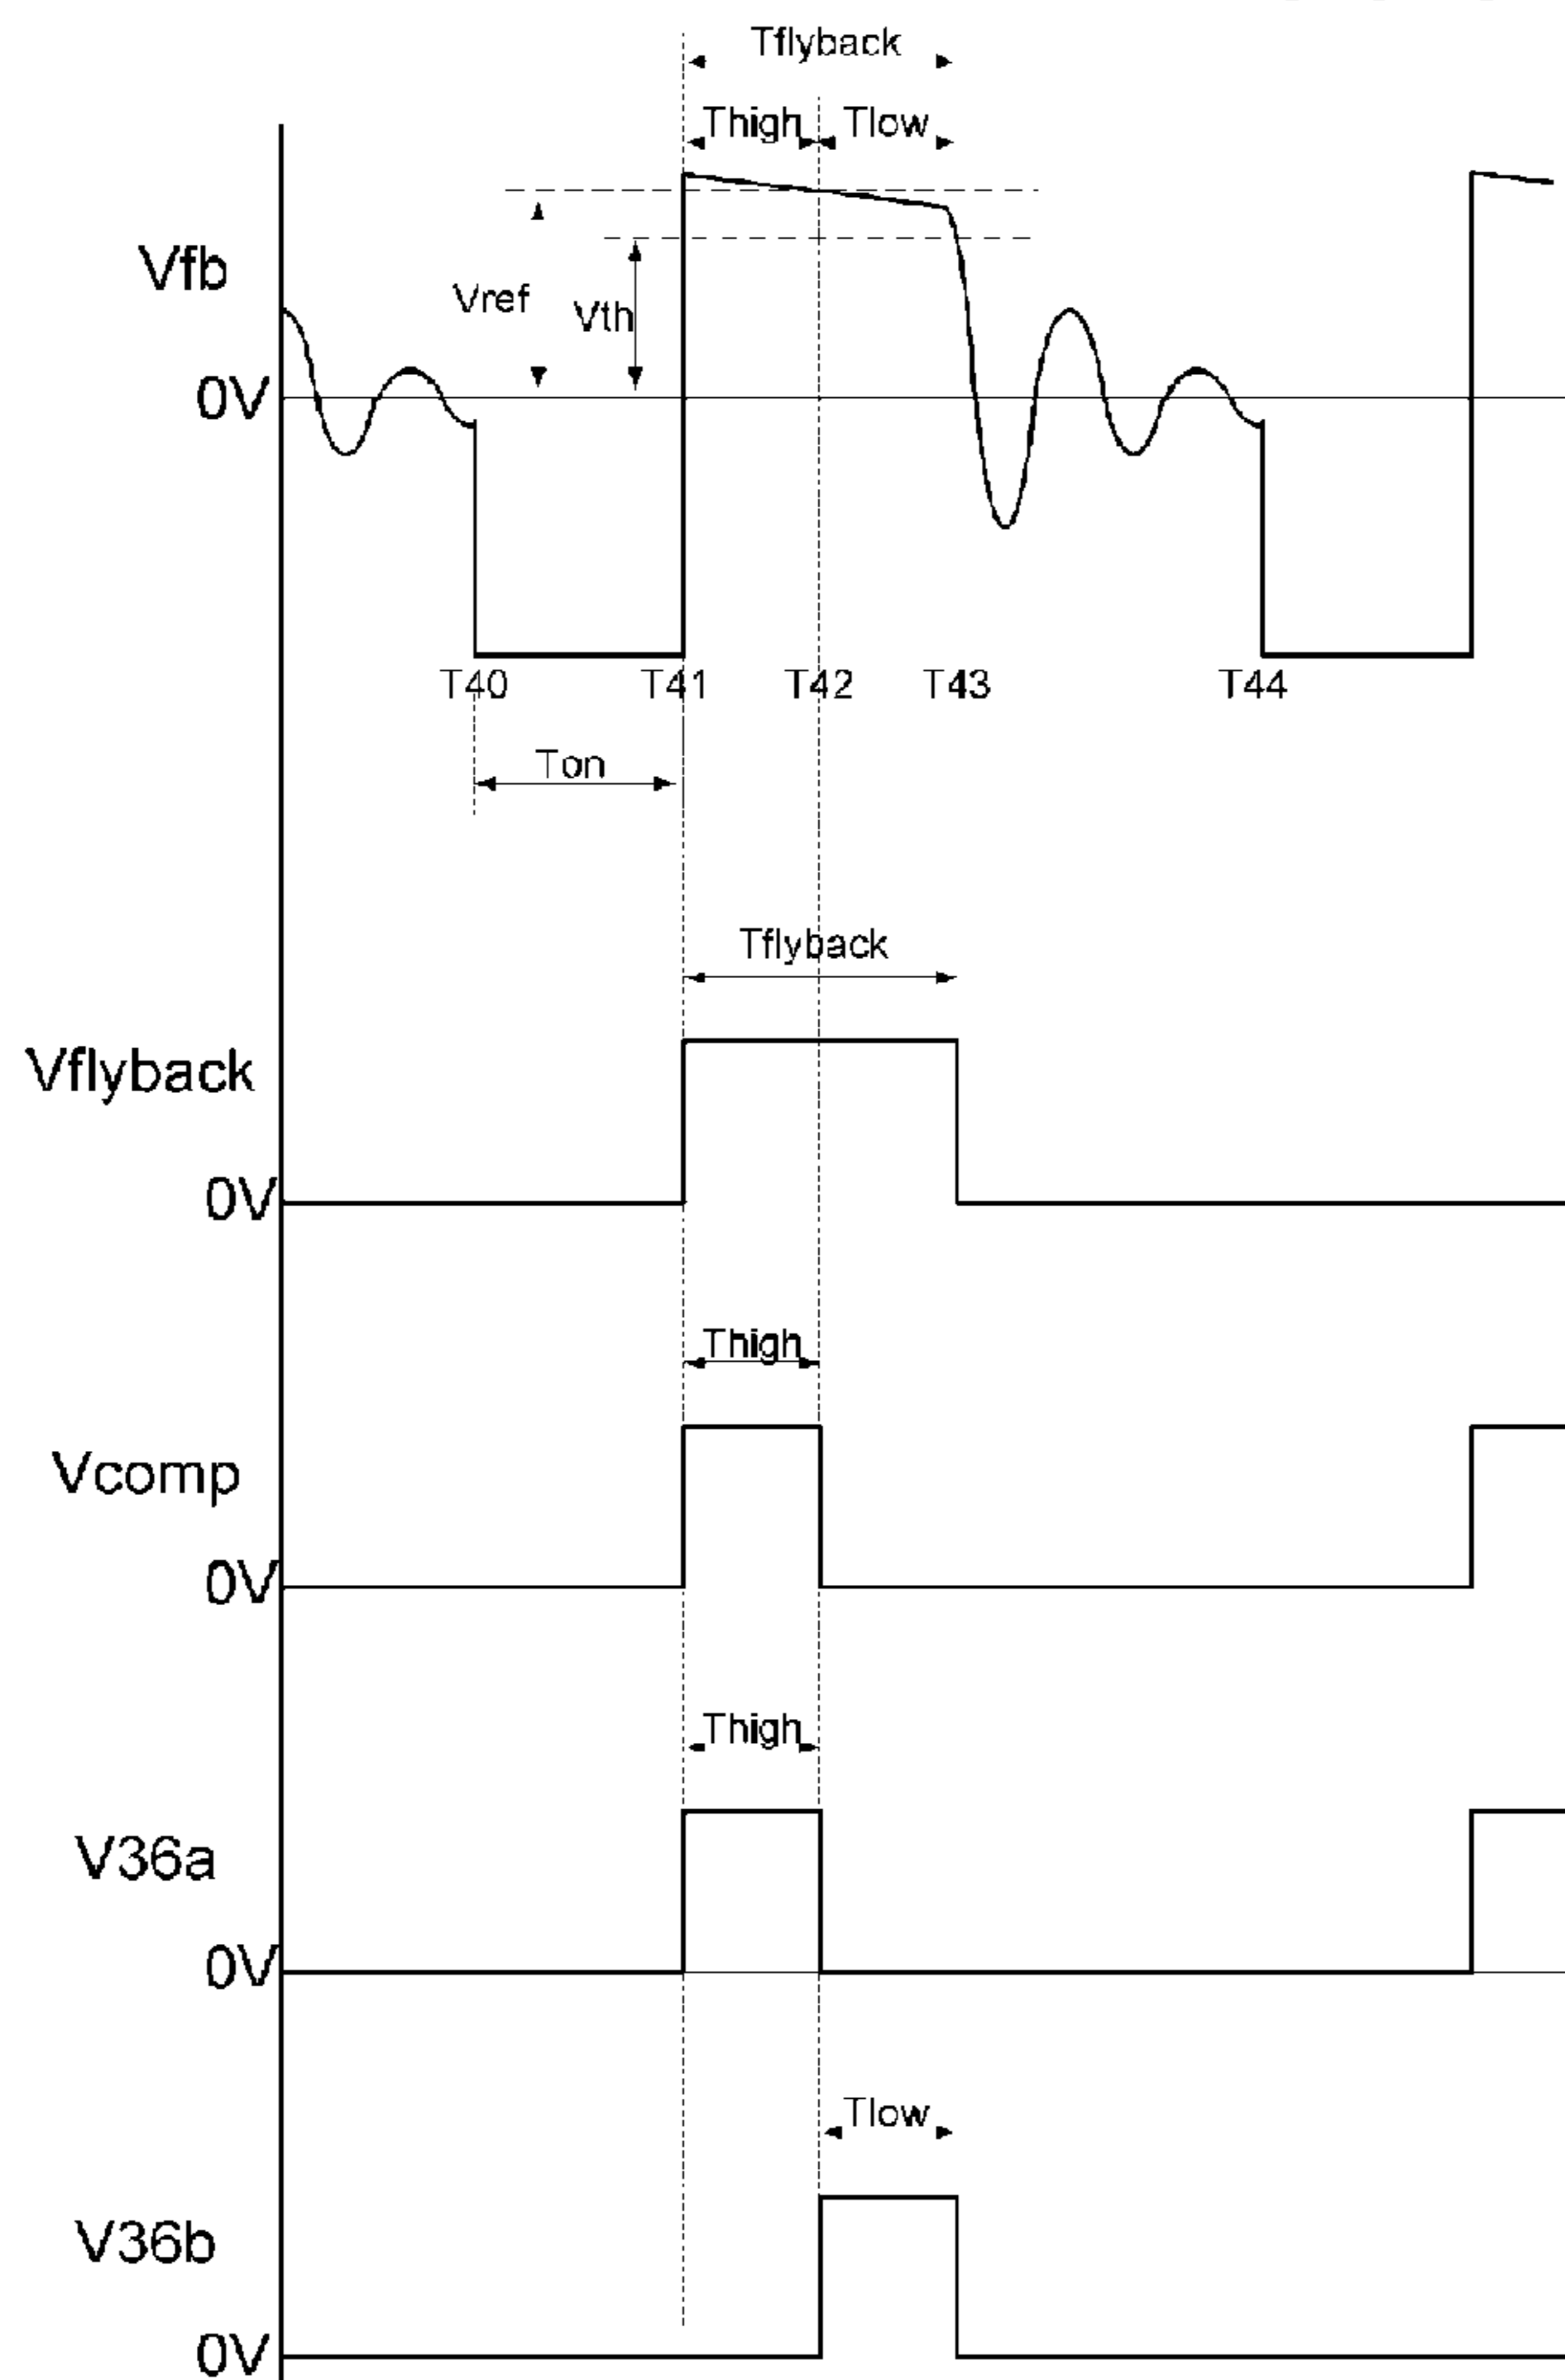 Tflyback
Thigh Tlow
Vfb
Vref
Vth
0V
T40 T41 T42 T43 T44
Ton
Tflyback
Vflyback
0V
Thigh
Vcomp
0V
Thigh
V36a
0V
Tlow
V36b
0V